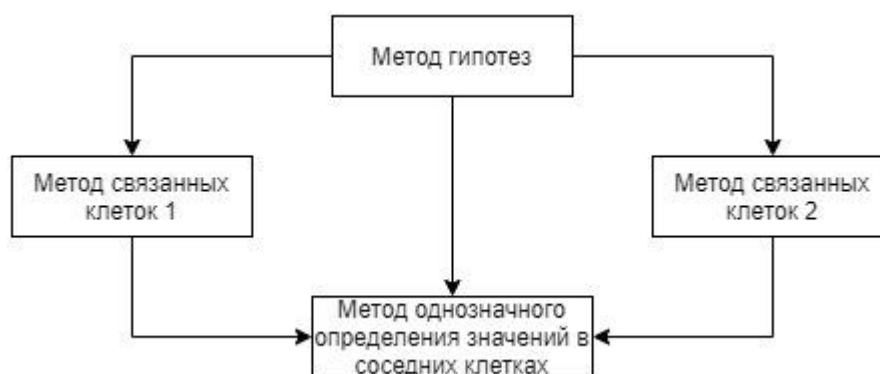 Метод гипотез
Метод связанных
клеток 1
Метод связанных
клеток 2
Метод однозначного
определения значений в
соседних клетках